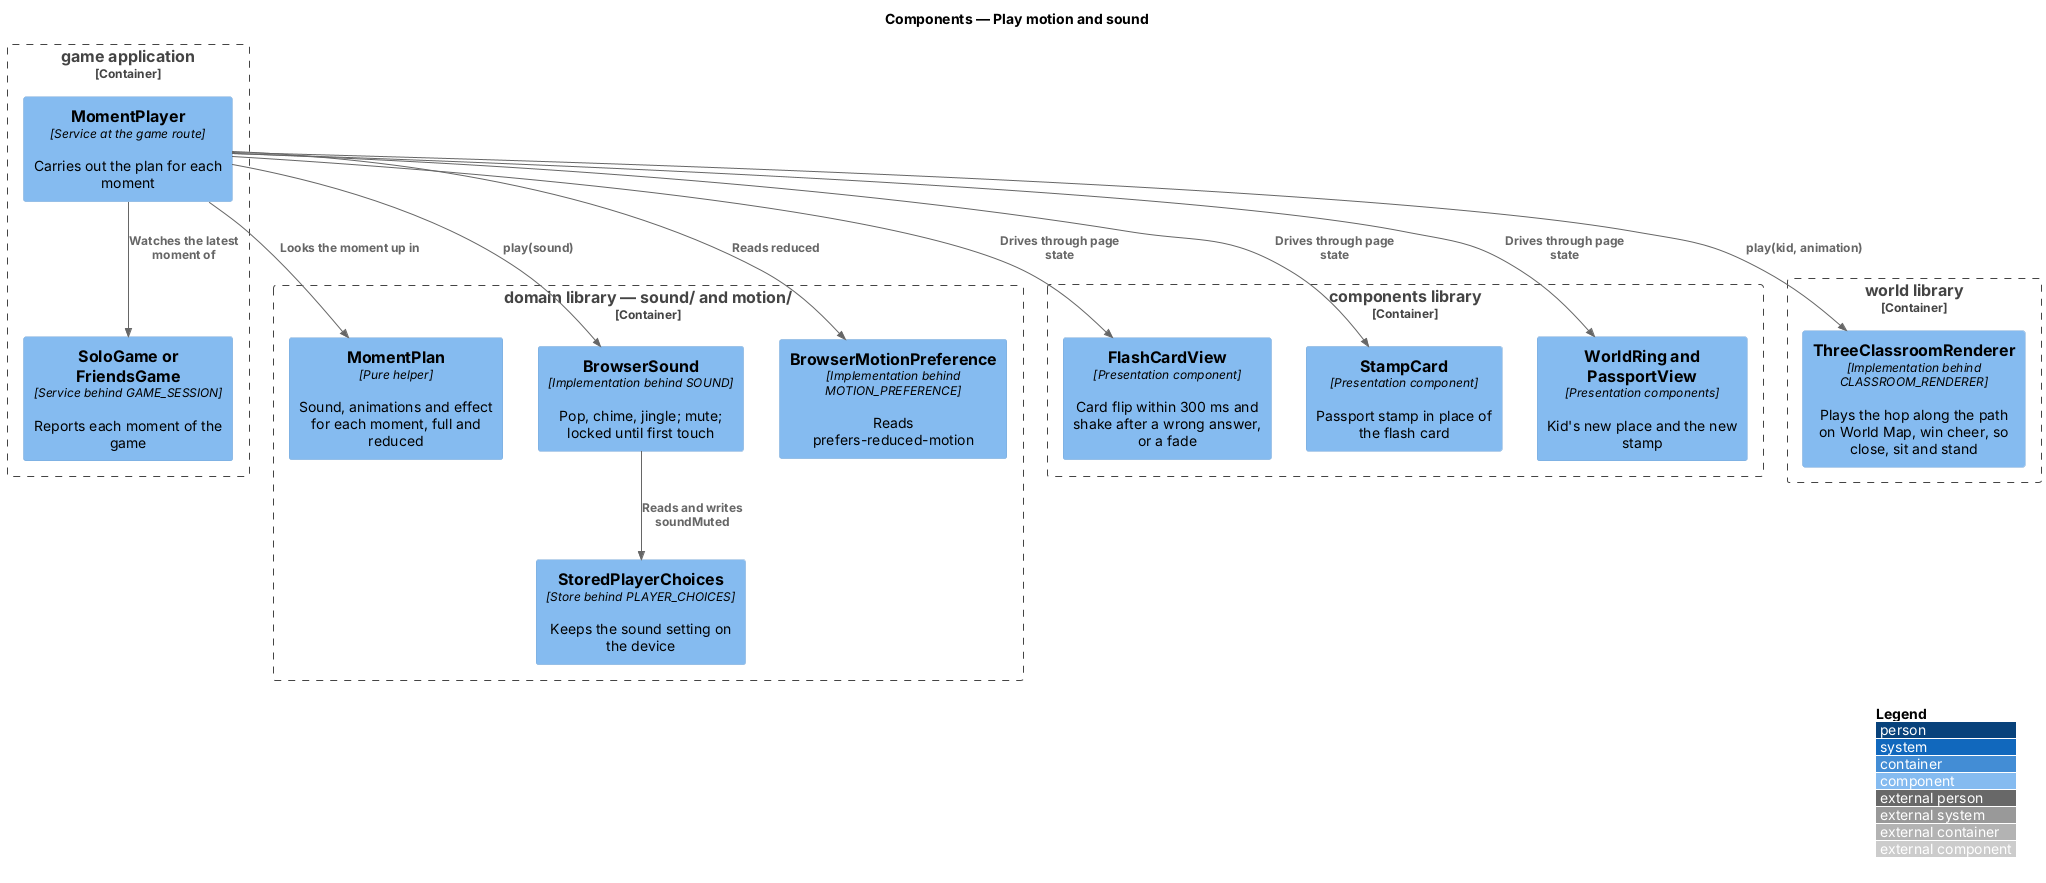 Components — Play motion and sound
game application
[Container]
MomentPlayer
[Service at the game route]
Carries out the plan for each
moment
Watches the latest
moment of
Looks the moment up in
play(sound)
Reads reduced
Drives through page
state
Drives through page
state
Drives through page
state
play(kid, animation)
SoloGame or
FriendsGame
[Service behind GAME_SESSION]
Reports each moment of the
game
domain library — sound/ and motion/
[Container]
MomentPlan
[Pure helper]
Sound, animations and effect
for each moment, full and
reduced
BrowserSound
[Implementation behind SOUND]
Pop, chime, jingle; mute;
locked until first touch
BrowserMotionPreference
[Implementation behind
MOTION_PREFERENCE]
Reads
prefers-reduced-motion
Reads and writes
soundMuted
StoredPlayerChoices
[Store behind PLAYER_CHOICES]
Keeps the sound setting on
the device
components library
[Container]
FlashCardView
[Presentation component]
Card flip within 300 ms and
shake after a wrong answer,
or a fade
StampCard
[Presentation component]
Passport stamp in place of
the flash card
WorldRing and
PassportView
[Presentation components]
Kid's new place and the new
stamp
world library
[Container]
ThreeClassroomRenderer
[Implementation behind
CLASSROOM_RENDERER]
Plays the hop along the path
on World Map, win cheer, so
close, sit and stand
Legend
person
system
container
component
external person
external system
external container
external component